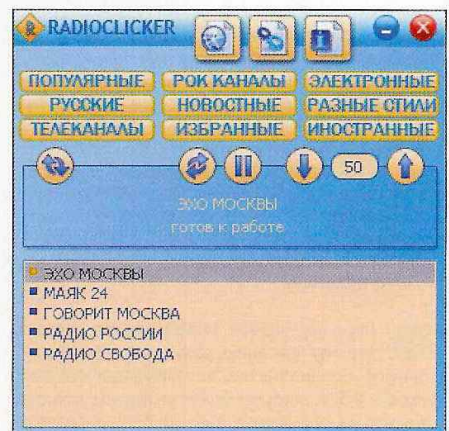 RADIOCLICKER
ПОПУЛЯРНЫЕ РОК КАНАЛЫ ЭЛЕКТРОННЫЕ
РУССКИЕ НОВОСТНЫЕ РАЗНЫЕ СТИЛИ
ТЕЛЕКАНАЛЫ ИЗБРАННЫЕ ИНОСТРАННЫЕ
50
ЭХО МОСКВЫ
готов к работе
ЭХО МОСКВЫ
МАЯК 24
ГОВОРИТ МОСКВА
РАДИО РОССИИ
РАДИО СВОБОДА